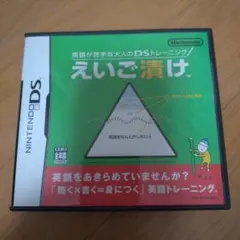 Nintendo
英語が苦手な大人のDSトレーニング
えいご漬け
NINTENDO DS
英語をあきらめていませんか?
「聴く×書く=身につく」英語トレーニング。